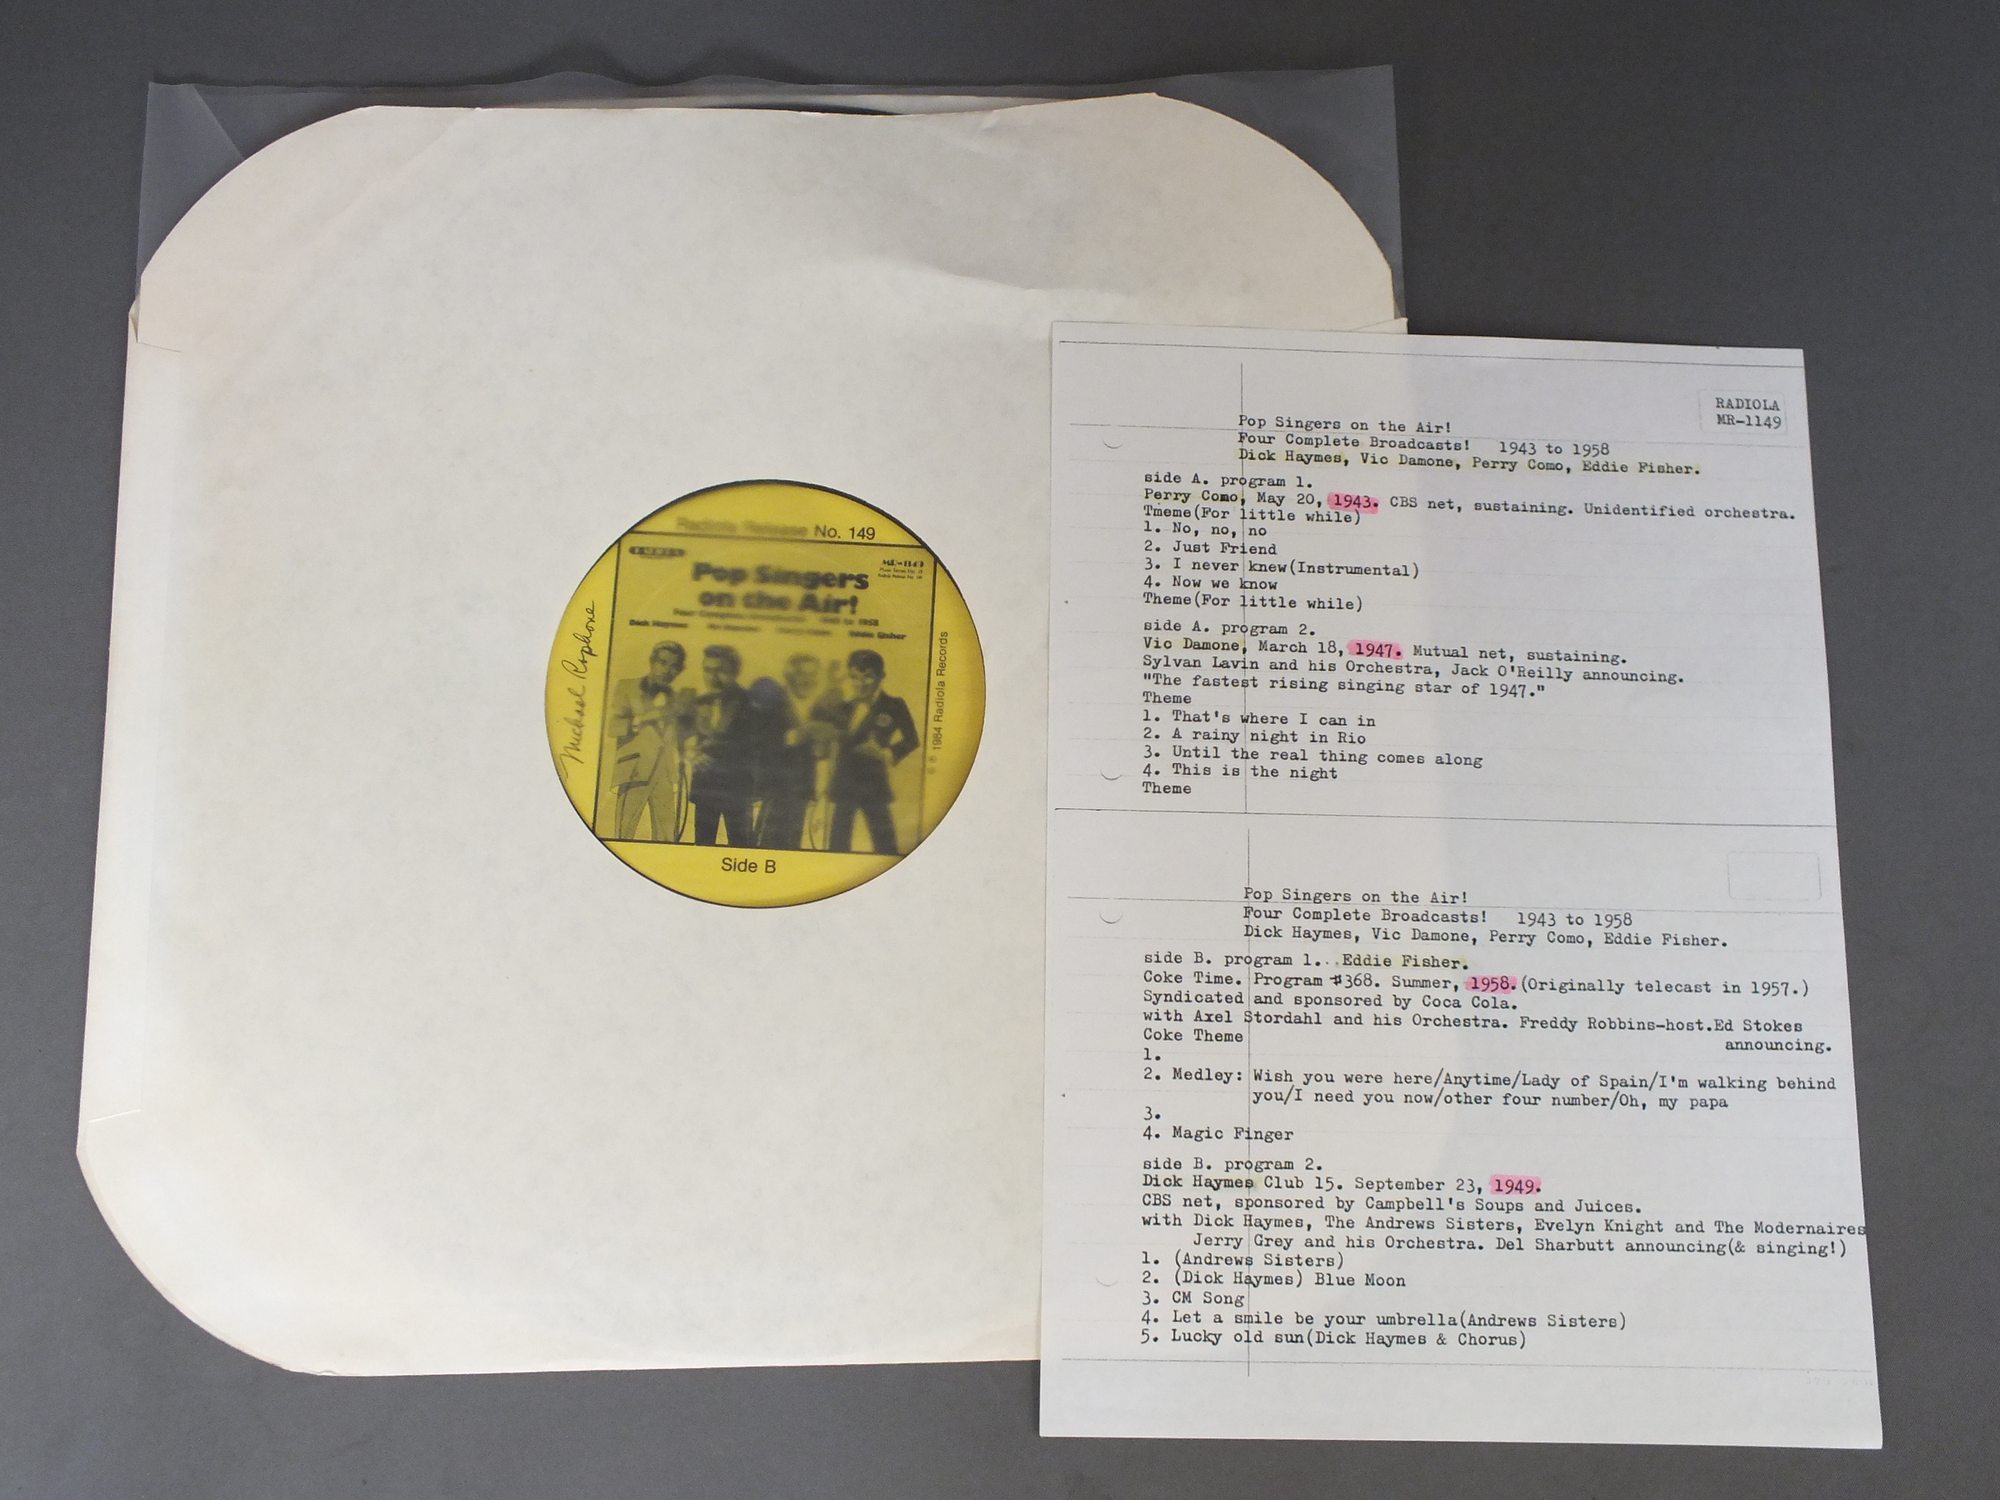 Radiola Release No. 149
RADIOLA
MR-1149
Pop Singers
on the Air!
Four Complete Broadcasts! 1943 to 1958
Dick Haymes Vic Damone Perry Como Eddie Fisher
Michael Rophone
℗ © 1984 Radiola Records
Side B
RADIOLA
MR-1149
Pop Singers on the Air!
Four Complete Broadcasts! 1943 to 1958
Dick Haymes, Vic Damone, Perry Como, Eddie Fisher.
side A. program 1.
Perry Como, May 20, 1943. CBS net, sustaining. Unidentified orchestra.
Tmeme(For little while)
1. No, no, no
2. Just Friend
3. I never knew(Instrumental)
4. Now we know
Theme(For little while)
side A. program 2.
Vic Damone, March 18, 1947. Mutual net, sustaining.
Sylvan Lavin and his Orchestra, Jack O'Reilly announcing.
"The fastest rising singing star of 1947."
Theme
1. That's where I can in
2. A rainy night in Rio
3. Until the real thing comes along
4. This is the night
Theme
Pop Singers on the Air!
Four Complete Broadcasts! 1943 to 1958
Dick Haymes, Vic Damone, Perry Como, Eddie Fisher.
side B. program 1. . Eddie Fisher.
Coke Time. Program #368. Summer, 1958.(Originally telecast in 1957.)
Syndicated and sponsored by Coca Cola.
with Axel Stordahl and his Orchestra. Freddy Robbins-host.Ed Stokes
announcing.
Coke Theme
1.
2. Medley: Wish you were here/Anytime/Lady of Spain/I'm walking behind
you/I need you now/other four number/Oh, my papa
3.
4. Magic Finger
side B. program 2.
Dick Haymes Club 15. September 23, 1949.
CBS net, sponsored by Campbell's Soups and Juices.
with Dick Haymes, The Andrews Sisters, Evelyn Knight and The Modernaires
Jerry Grey and his Orchestra. Del Sharbutt announcing(& singing!)
1. (Andrews Sisters)
2. (Dick Haymes) Blue Moon
3. CM Song
4. Let a smile be your umbrella(Andrews Sisters)
5. Lucky old sun(Dick Haymes & Chorus)